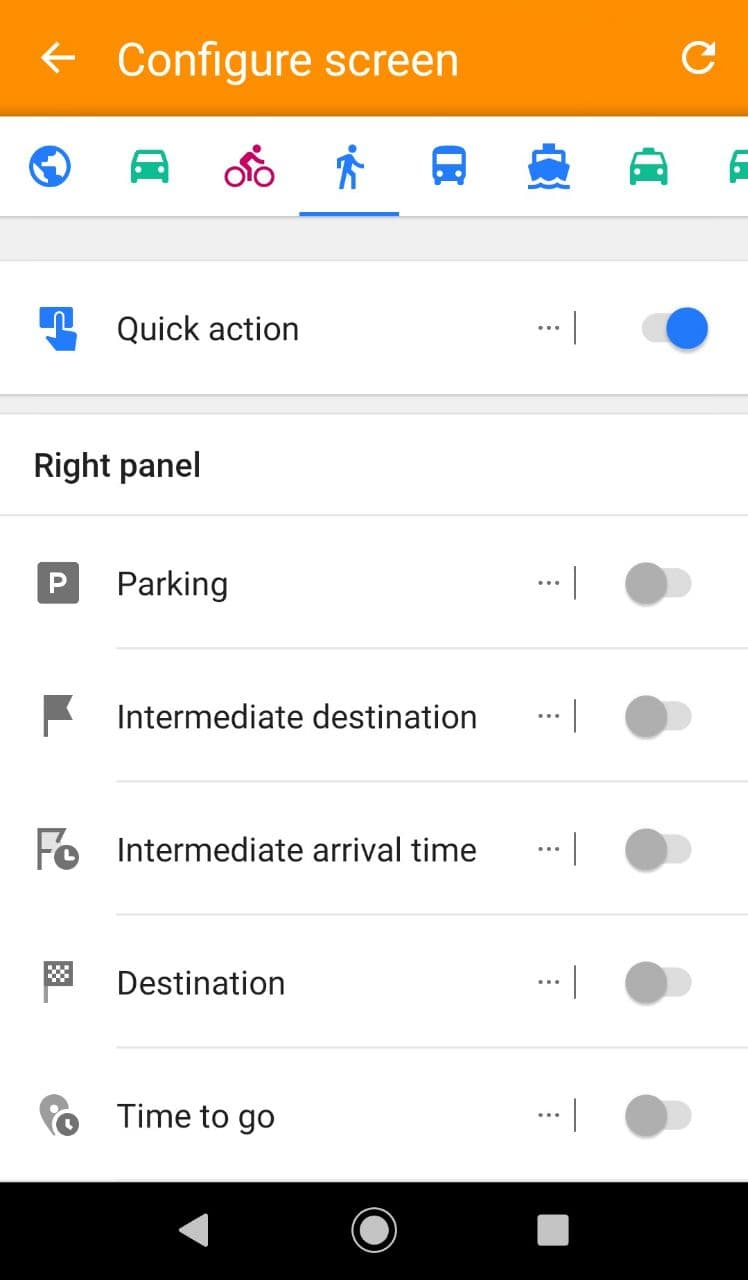 Configure screen
Quick action
Right panel
P Parking
Intermediate destination
Intermediate arrival time
Destination
Time to go